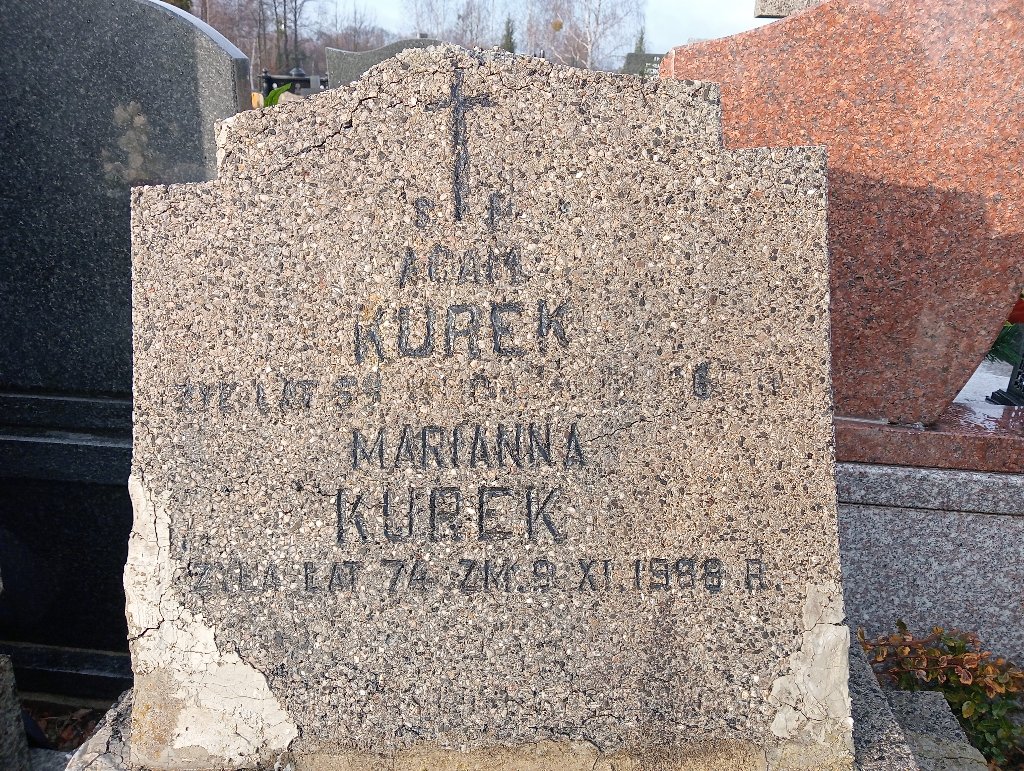 Ś P
ADAM
KUREK
ŻYŁ LAT 59
MARIANNA
KUREK
ŻYŁA LAT 74. ZM. 9 XI. 1988 R.